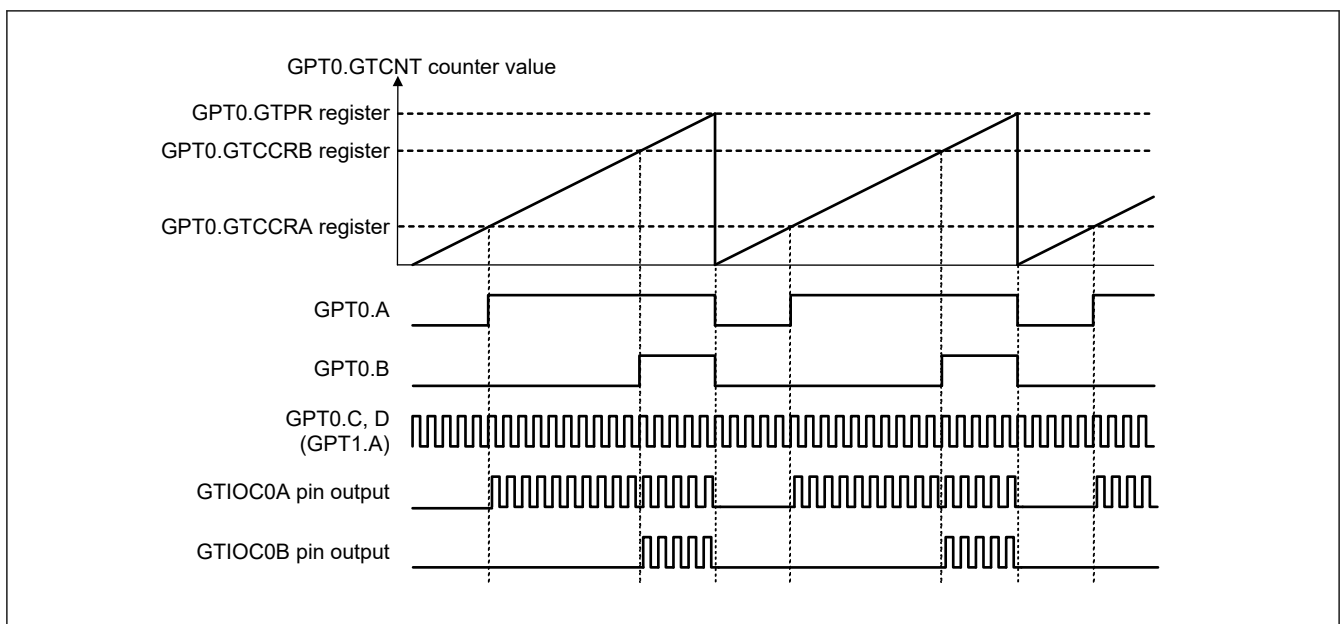 GPT0.GTCNT counter value
GPT0.GTPR register
GPT0.GTCCRB register
GPT0.GTCCRA register
GPT0.A
GPT0.B
GPT0.C, D
(GPT1.A)
GTIOC0A pin output
GTIOC0B pin output